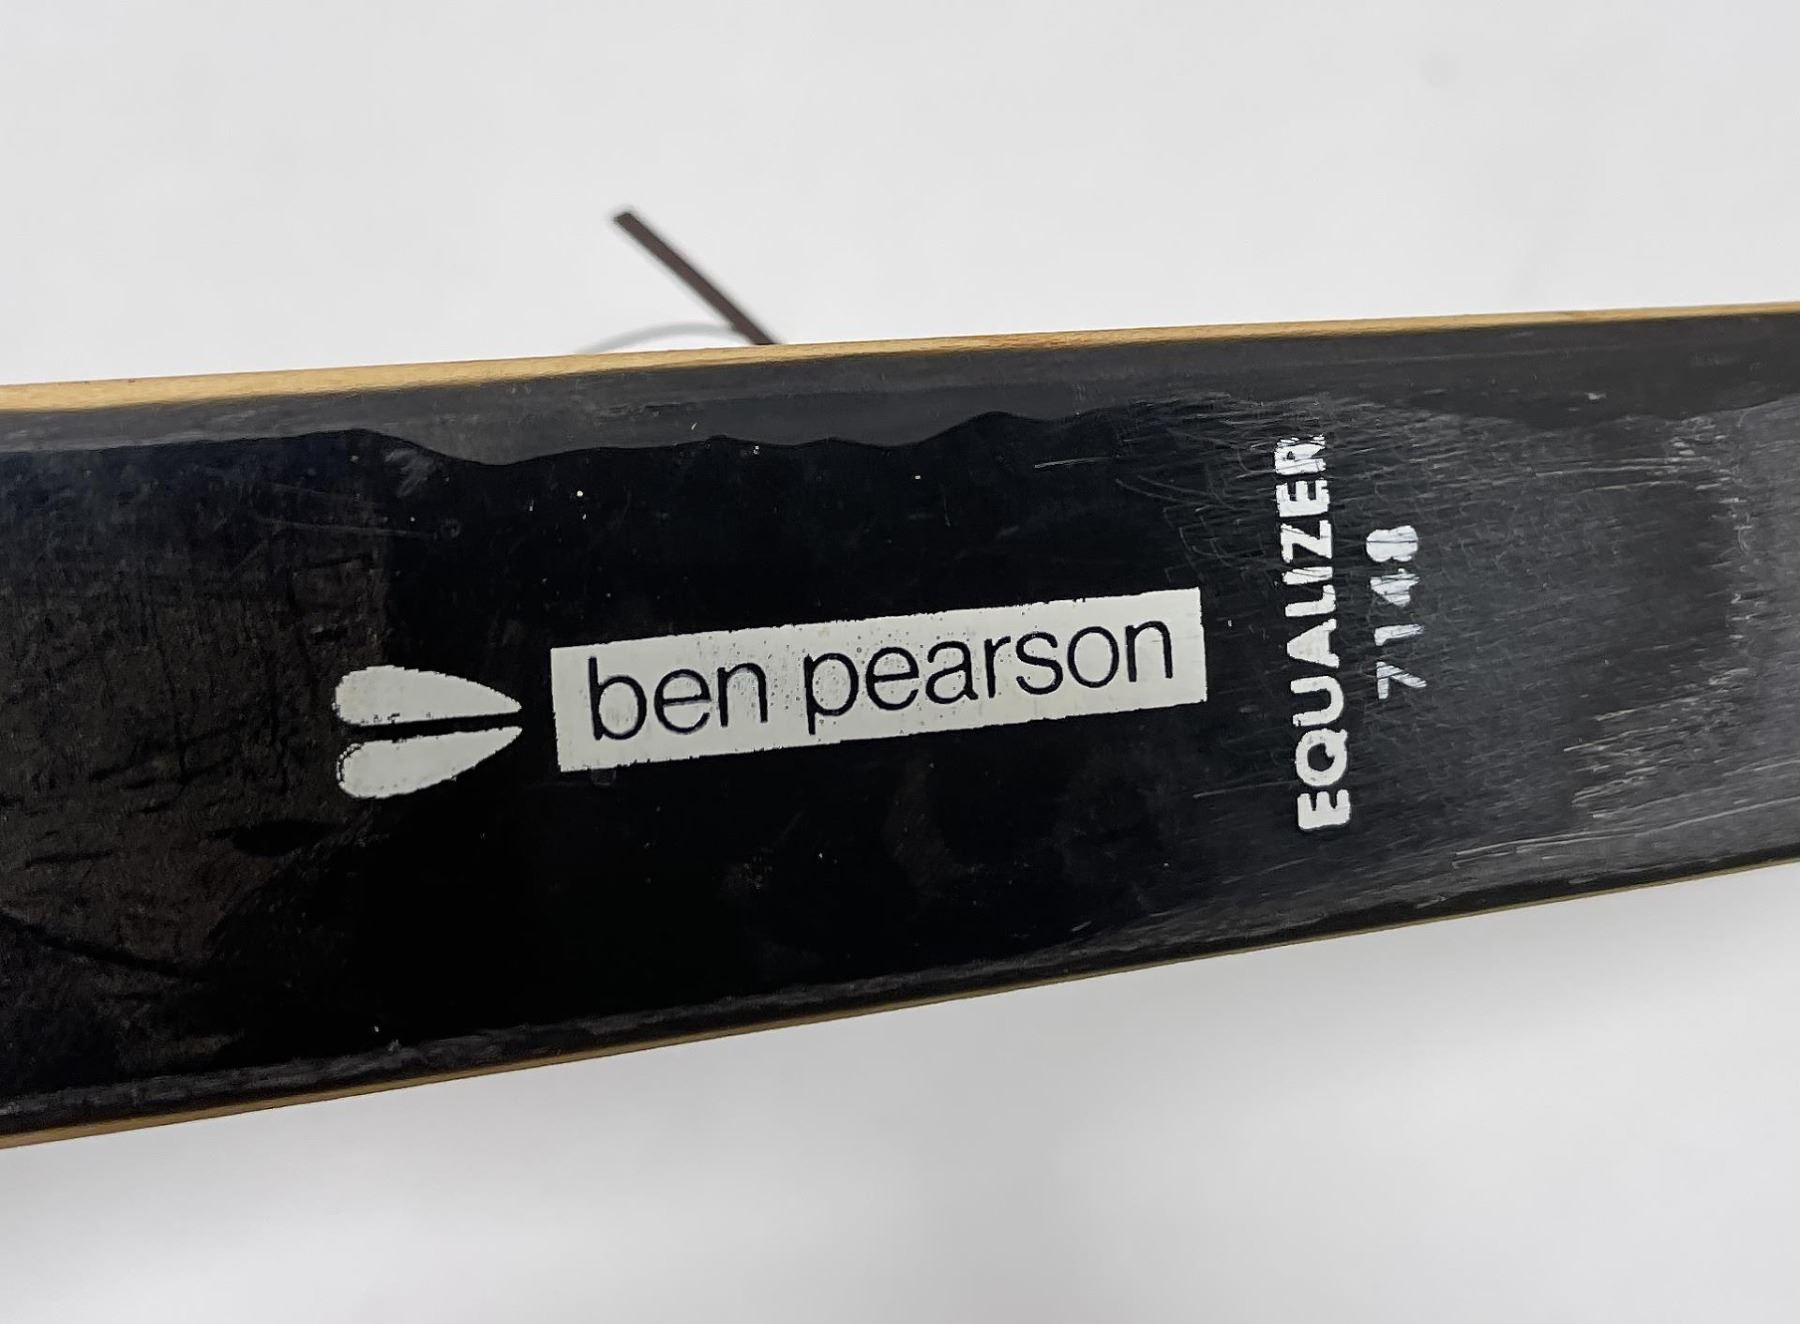 ben pearson
EQUALIZER
7148